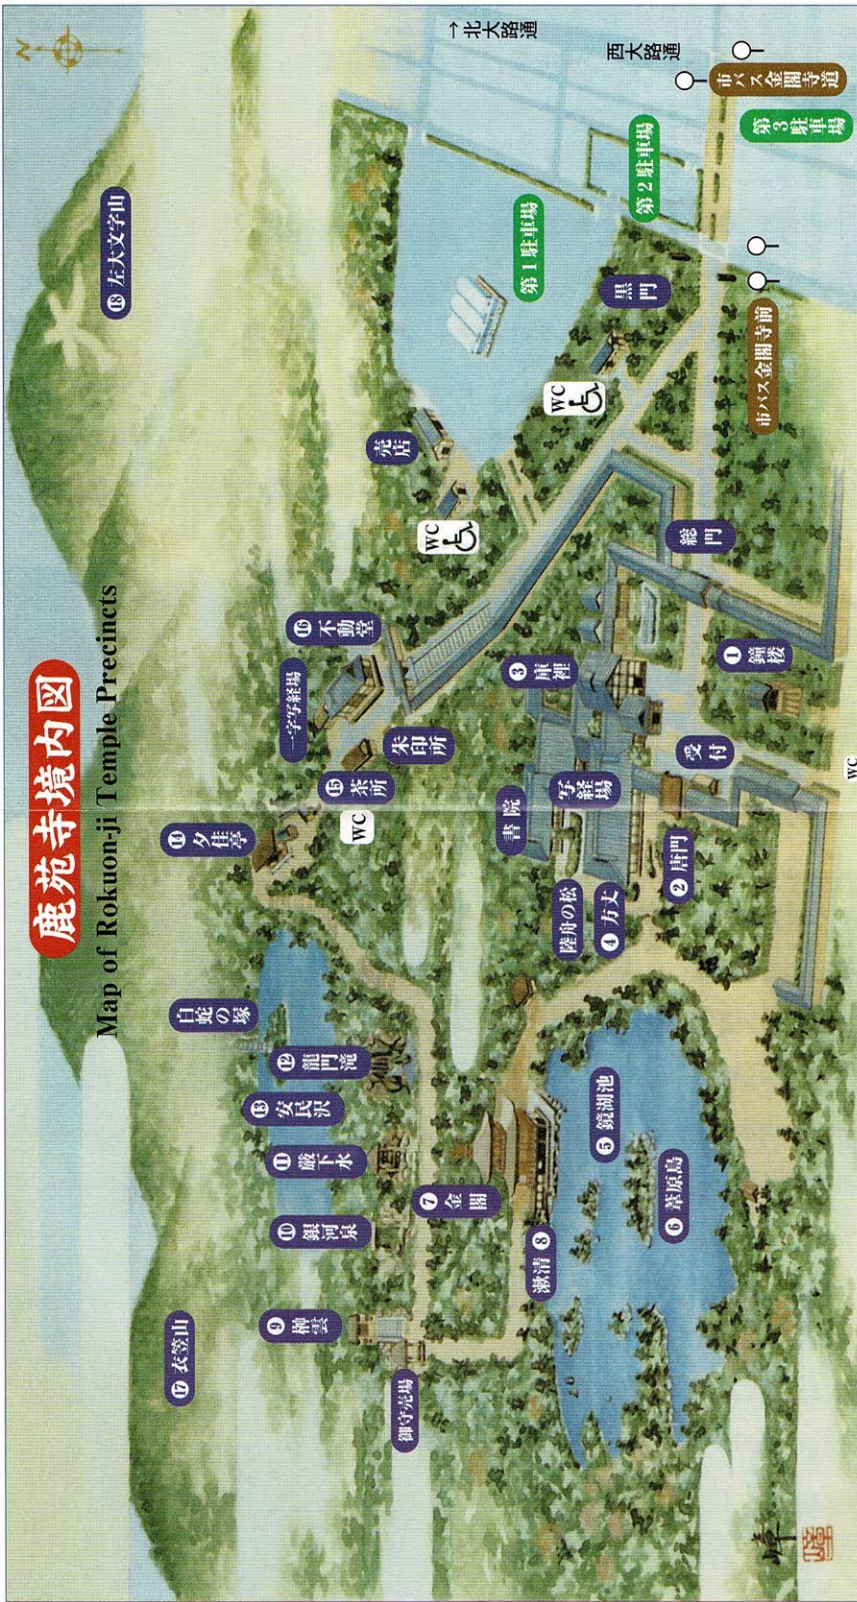 鹿苑寺境内図
Map of Rokuon-ji Temple Precincts
N
→北大路通
西大路通
市バス金閣寺道
第3駐車場
第2駐車場
第1駐車場
市バス金閣寺前
黒門
WC
売店
WC
総門
⑱ 左大文字山
⑯ 不動堂
一字写経場
朱印所
⑮ 茶所
WC
⑭ 夕佳亭
③ 庫裡
① 鐘楼
受付
WC
写経場
書院
② 唐門
陸舟の松
④ 方丈
白蛇の塚
⑫ 龍門滝
⑬ 安民沢
⑪ 巌下水
⑩ 銀河泉
⑨ 榊雲
⑰ 衣笠山
御守売場
⑦ 金閣
漱清 ⑧
⑤ 鏡湖池
⑥ 葦原島